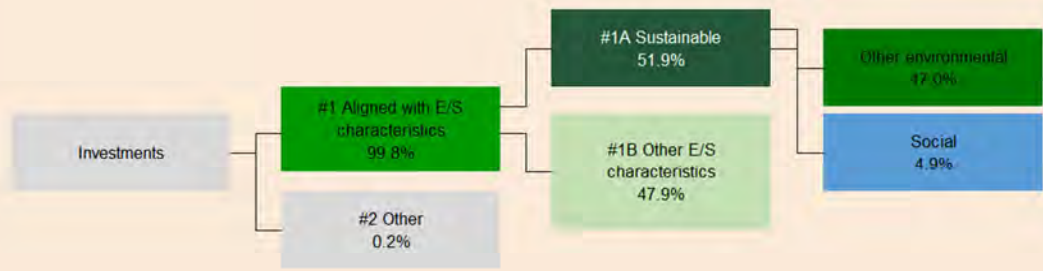 Investments
#1 Aligned with E/S
characteristics
99.8%
#2 Other
0.2%
#1A Sustainable
51.9%
#1B Other E/S
characteristics
47.9%
Other environmental
47.0%
Social
4.9%